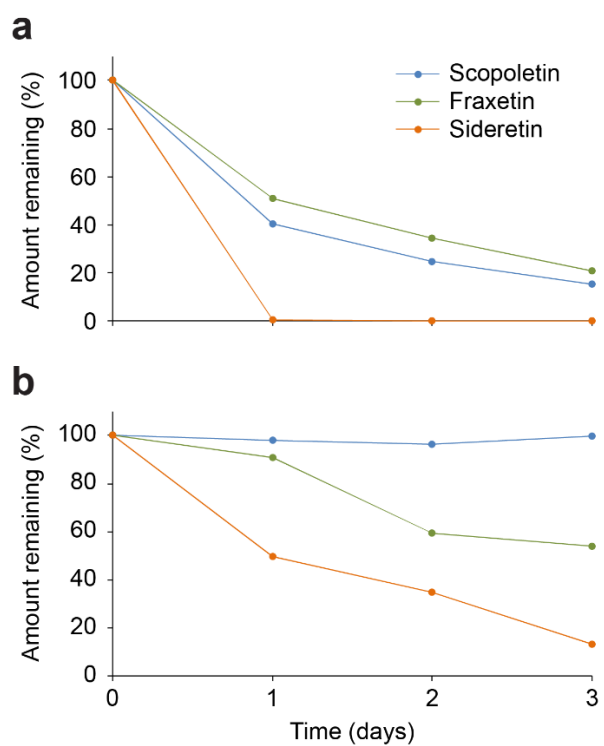 a
Amount remaining (%)
100
80
60
40
20
0
Scopoletin
Fraxetin
Sideretin
b
Amount remaining (%)
100
80
60
40
20
0
0 1 2 3
Time (days)